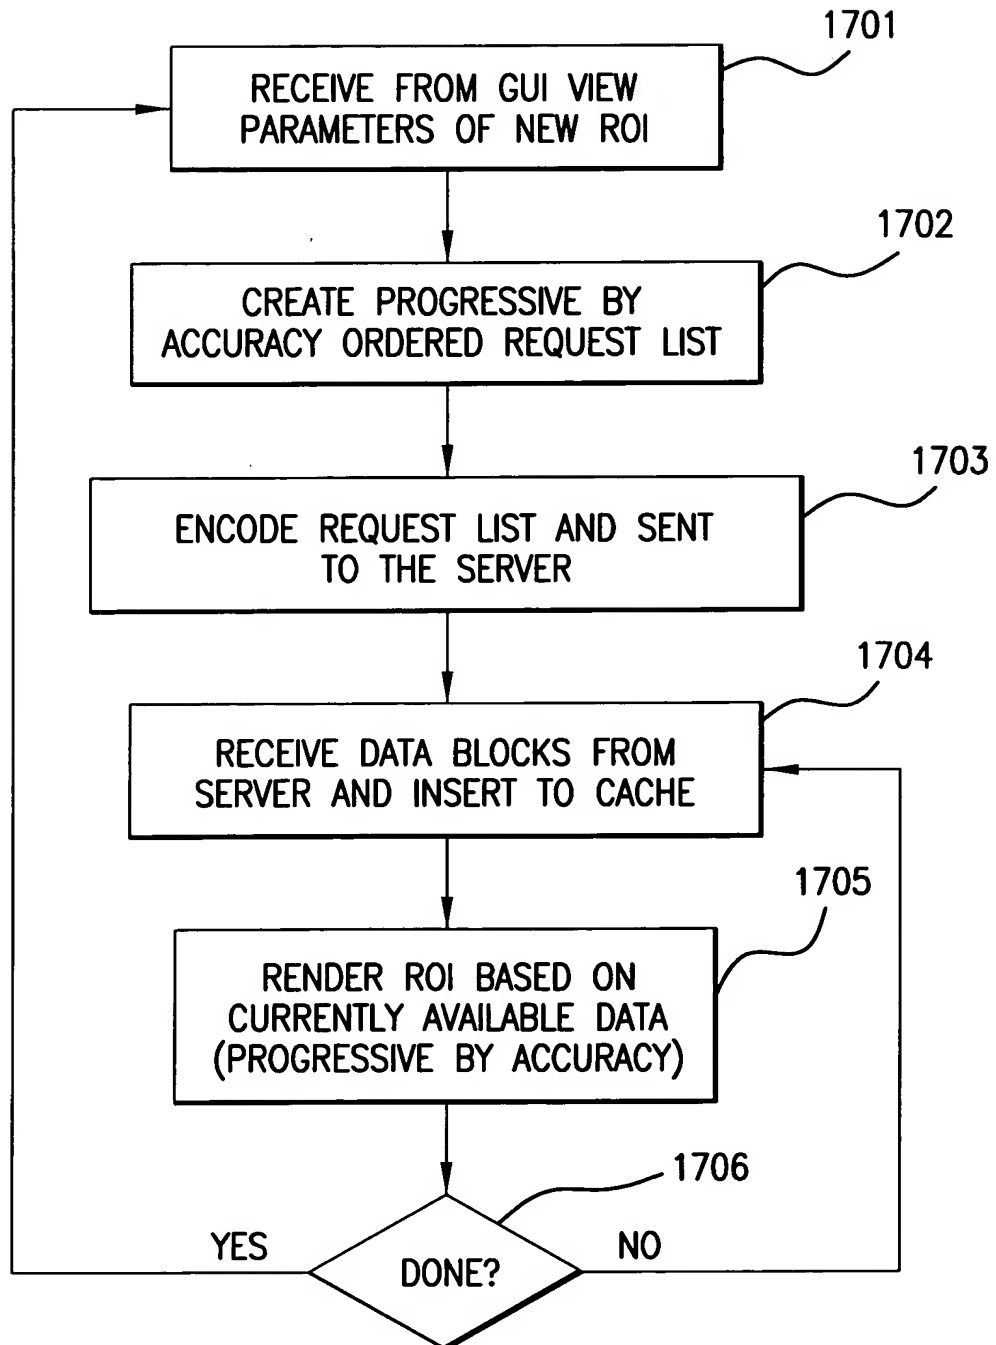 1701
RECEIVE FROM GUI VIEW
PARAMETERS OF NEW ROI
1702
CREATE PROGRESSIVE BY
ACCURACY ORDERED REQUEST LIST
1703
ENCODE REQUEST LIST AND SENT
TO THE SERVER
1704
RECEIVE DATA BLOCKS FROM
SERVER AND INSERT TO CACHE
1705
RENDER ROI BASED ON
CURRENTLY AVAILABLE DATA
(PROGRESSIVE BY ACCURACY)
1706
YES
DONE?
NO